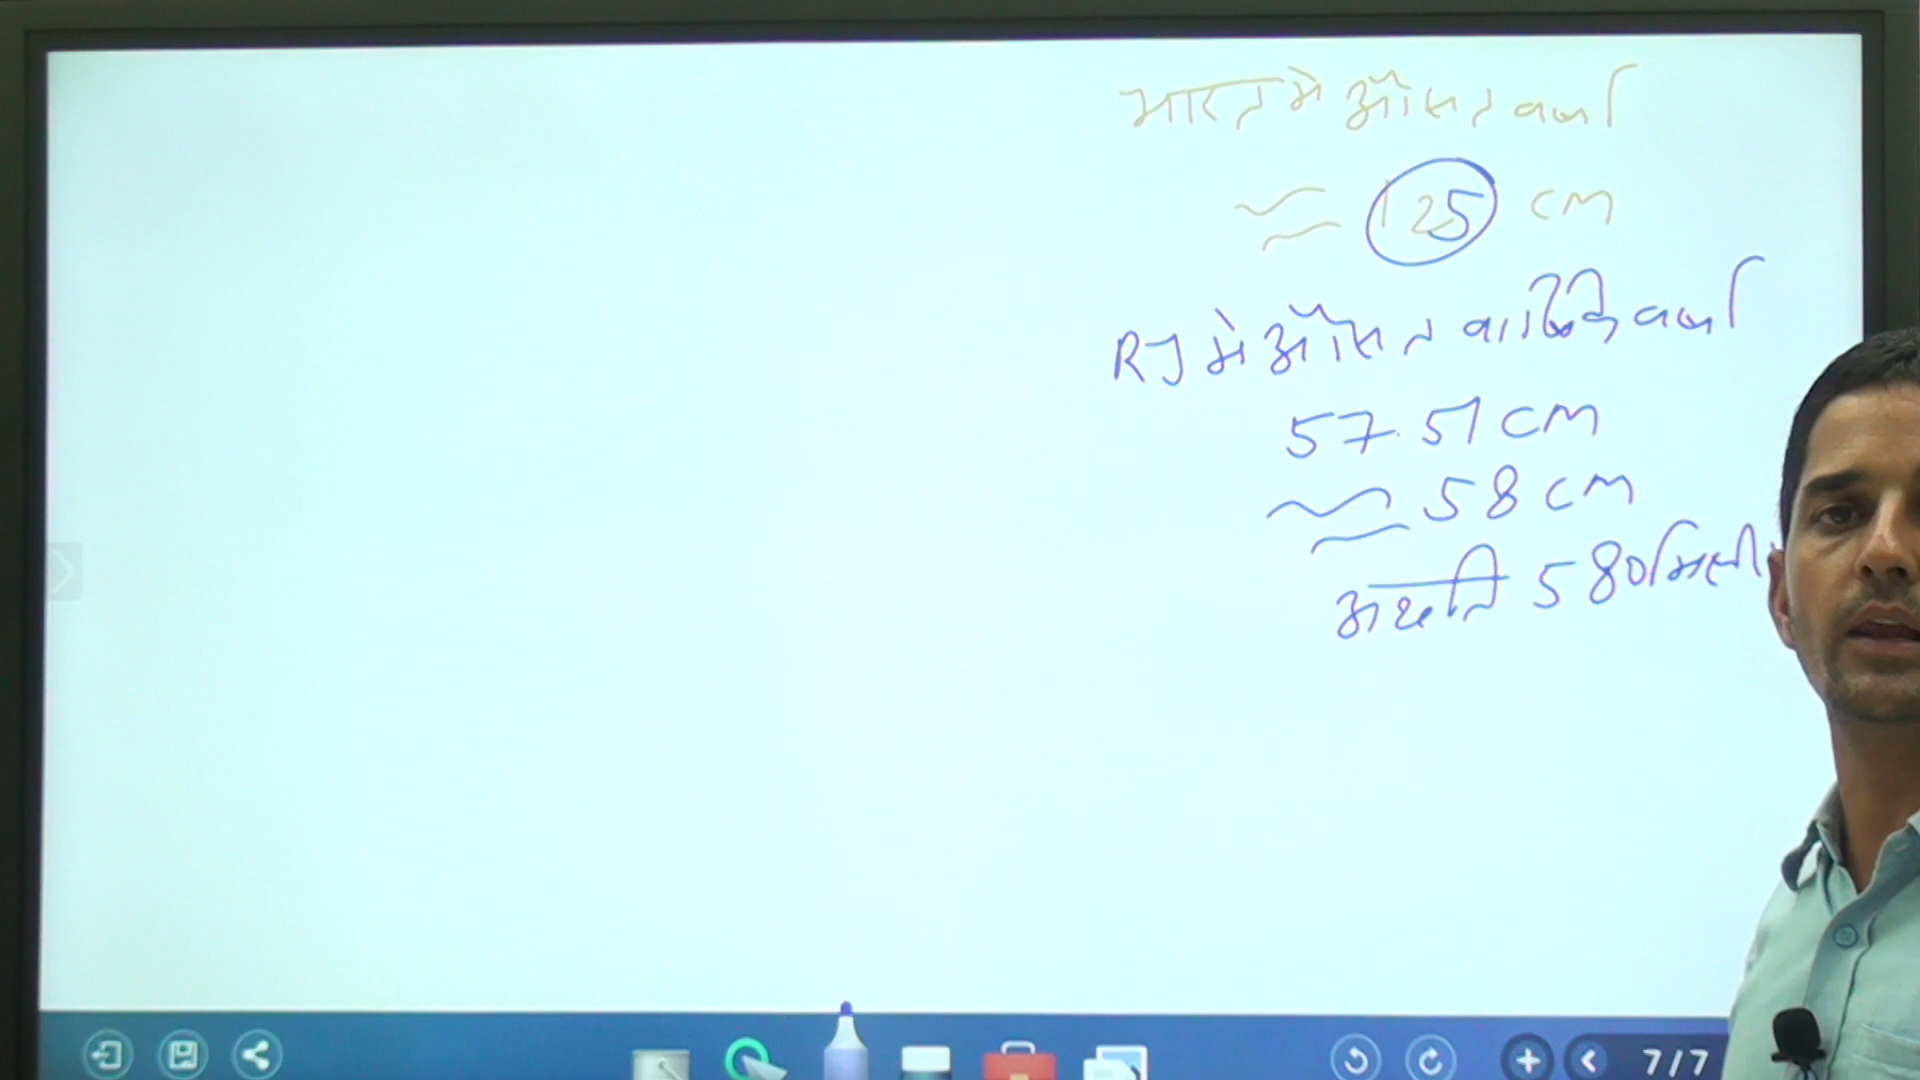 भारत मे औसत वर्षा
≈ 125 cm
RJ मे औसत वार्षिक वर्षा
57.51 cm
≈ 58 cm
अर्थात 580 मिली
7/7